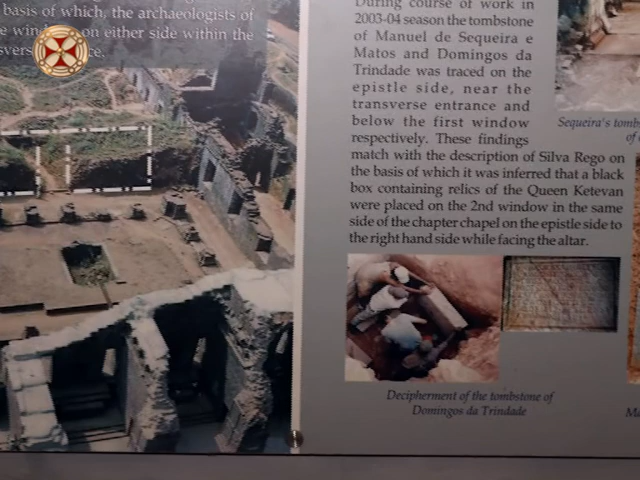 basis of which, the archaeologists of
on either side within the
During course of work in
2003-04 season the tombstone
of Manuel de Sequeira e
Matos and Domingos da
Trindade was traced on the
epistle side, near the
transverse entrance and
below the first window
respectively. These findings
match with the description of Silva Rego on
the basis of which it was inferred that a black
box containing relics of the Queen Ketevan
were placed on the 2nd window in the same
side of the chapter chapel on the epistle side to
the right hand side while facing the altar.
Sequeira's
Decipherment of the tombstone of
Domingos da Trindade